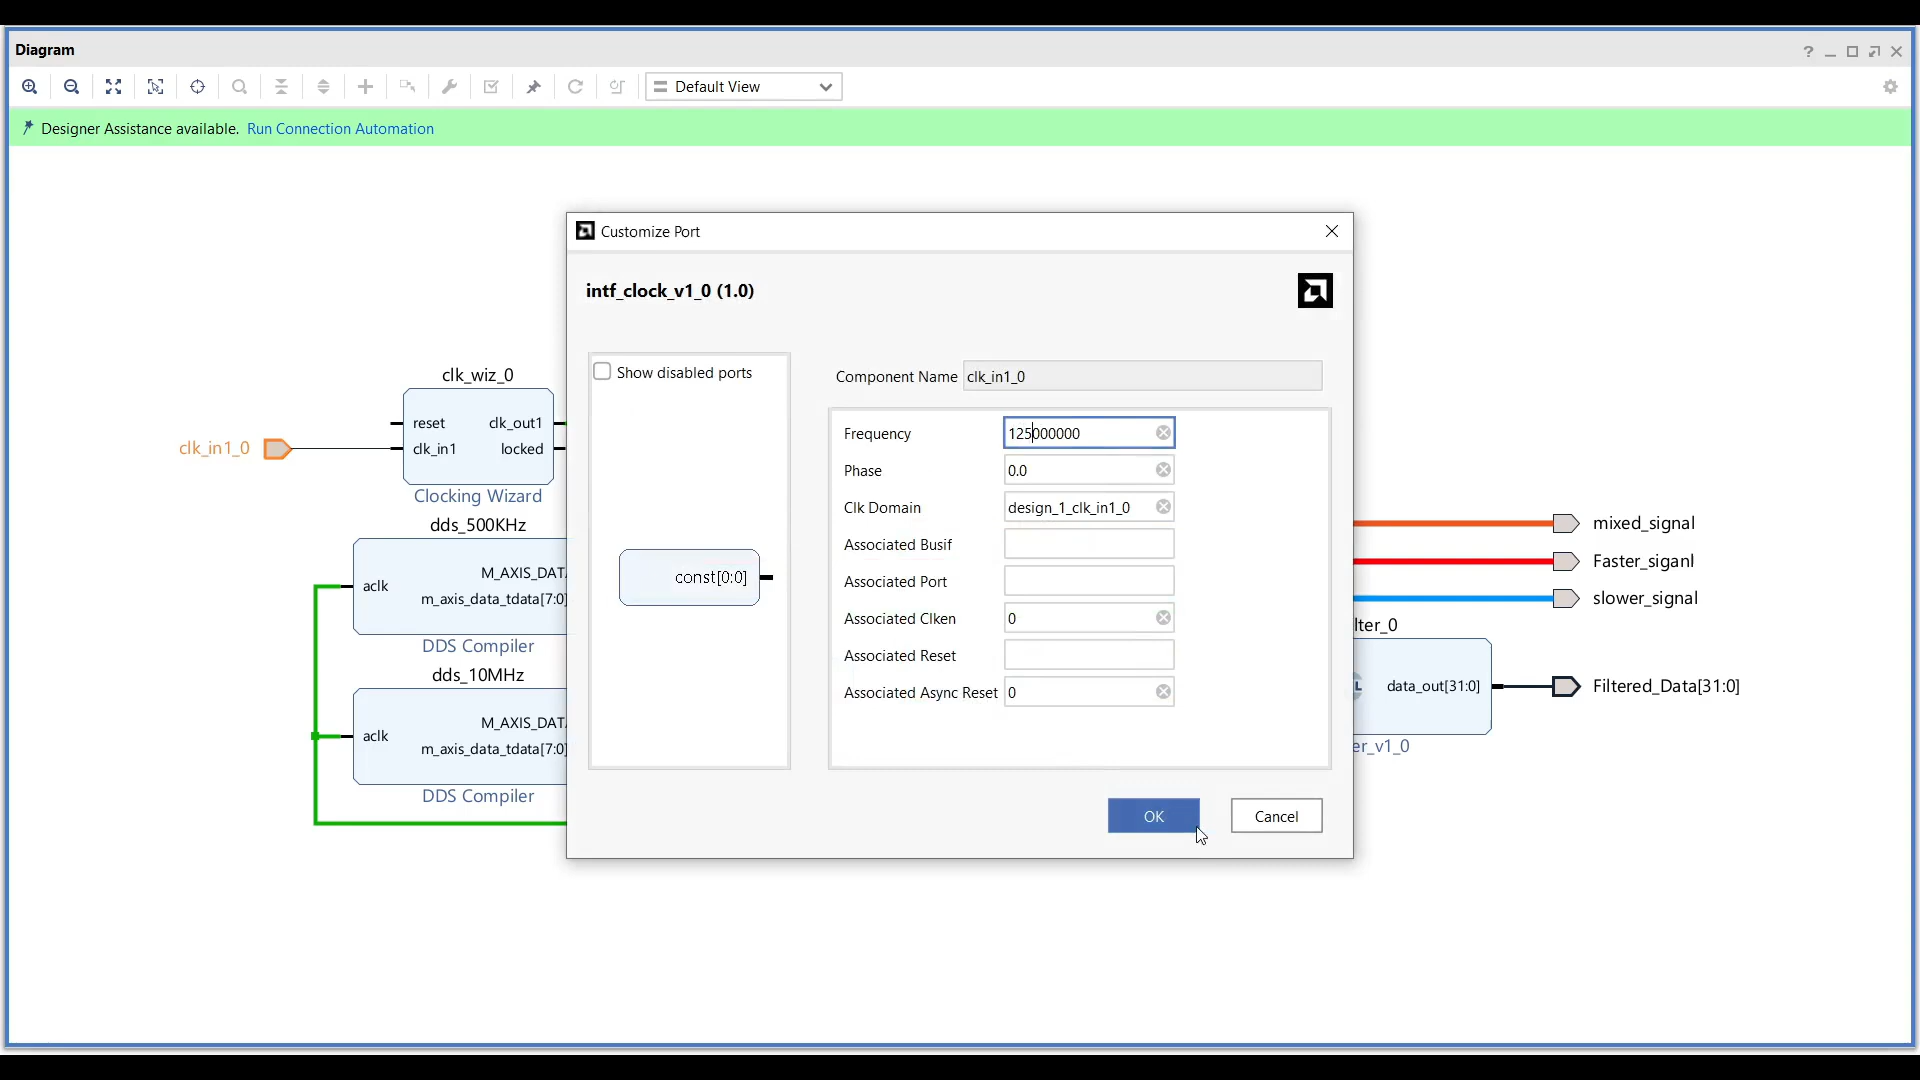 Diagram
?
Default View
Designer Assistance available. Run Connection Automation
Customize Port
intf_clock_v1_0 (1.0)
Show disabled ports
const[0:0]
Component Name clk_in1_0
Frequency 125000000
Phase 0.0
Clk Domain design_1_clk_in1_0
Associated Busif
Associated Port
Associated Clken 0
Associated Reset
Associated Async Reset 0
OK Cancel
clk_wiz_0
reset clk_out1
clk_in1_0
clk_in1 locked
Clocking Wizard
dds_500KHz
M_AXIS_DATA
aclk
m_axis_data_tdata[7:0]
DDS Compiler
dds_10MHz
M_AXIS_DATA
aclk
m_axis_data_tdata[7:0]
DDS Compiler
mixed_signal
Faster_siganl
slower_signal
lter_0
L data_out[31:0] Filtered_Data[31:0]
er_v1_0